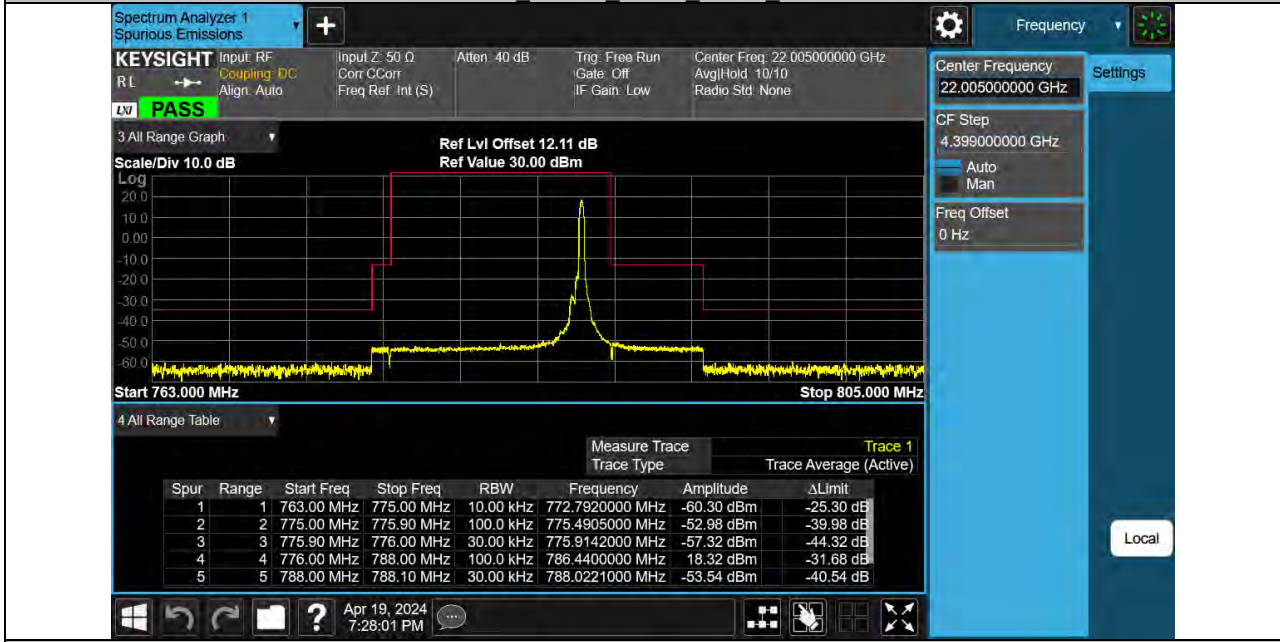 Spectrum Analyzer 1
Spurious Emissions
Frequency
KEYSIGHT
RL
LXI
PASS
Input: RF
Coupling: DC
Align: Auto
Input Z: 50 Ω
Corr CCorr
Freq Ref: Int (S)
Atten: 40 dB
Trig: Free Run
Gate: Off
IF Gain: Low
Center Freq: 22.005000000 GHz
Avg|Hold: 10/10
Radio Std: None
Center Frequency
22.005000000 GHz
Settings
CF Step
4.399000000 GHz
Auto
Man
Freq Offset
0 Hz
Local
3 All Range Graph
Scale/Div 10.0 dB
Ref Lvl Offset 12.11 dB
Ref Value 30.00 dBm
Log
20.0
10.0
0.00
-10.0
-20.0
-30.0
-40.0
-50.0
-60.0
Start 763.000 MHz
Stop 805.000 MHz
4 All Range Table
Measure Trace Trace 1
Trace Type Trace Average (Active)
Spur Range Start Freq Stop Freq RBW Frequency Amplitude ΔLimit
1 1 763.00 MHz 775.00 MHz 10.00 kHz 772.7920000 MHz -60.30 dBm -25.30 dB
2 2 775.00 MHz 775.90 MHz 100.0 kHz 775.4905000 MHz -52.98 dBm -39.98 dB
3 3 775.90 MHz 776.00 MHz 30.00 kHz 775.9142000 MHz -57.32 dBm -44.32 dB
4 4 776.00 MHz 788.00 MHz 100.0 kHz 786.4400000 MHz 18.32 dBm -31.68 dB
5 5 788.00 MHz 788.10 MHz 30.00 kHz 788.0221000 MHz -53.54 dBm -40.54 dB
Apr 19, 2024
7:28:01 PM